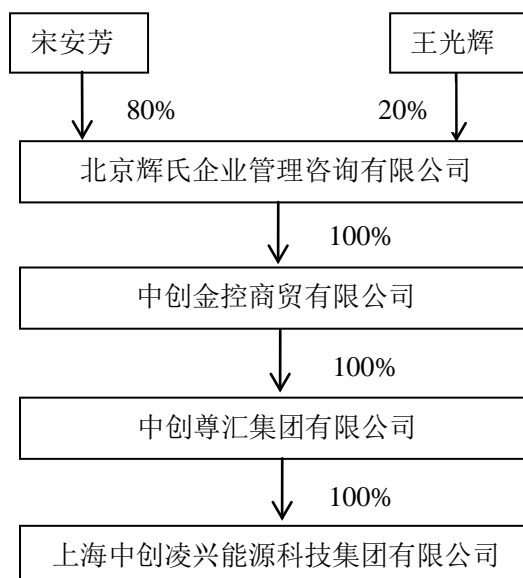 宋安芳 王光辉
80% 20%
北京辉氏企业管理咨询有限公司
100%
中创金控商贸有限公司
100%
中创尊汇集团有限公司
100%
上海中创凌兴能源科技集团有限公司